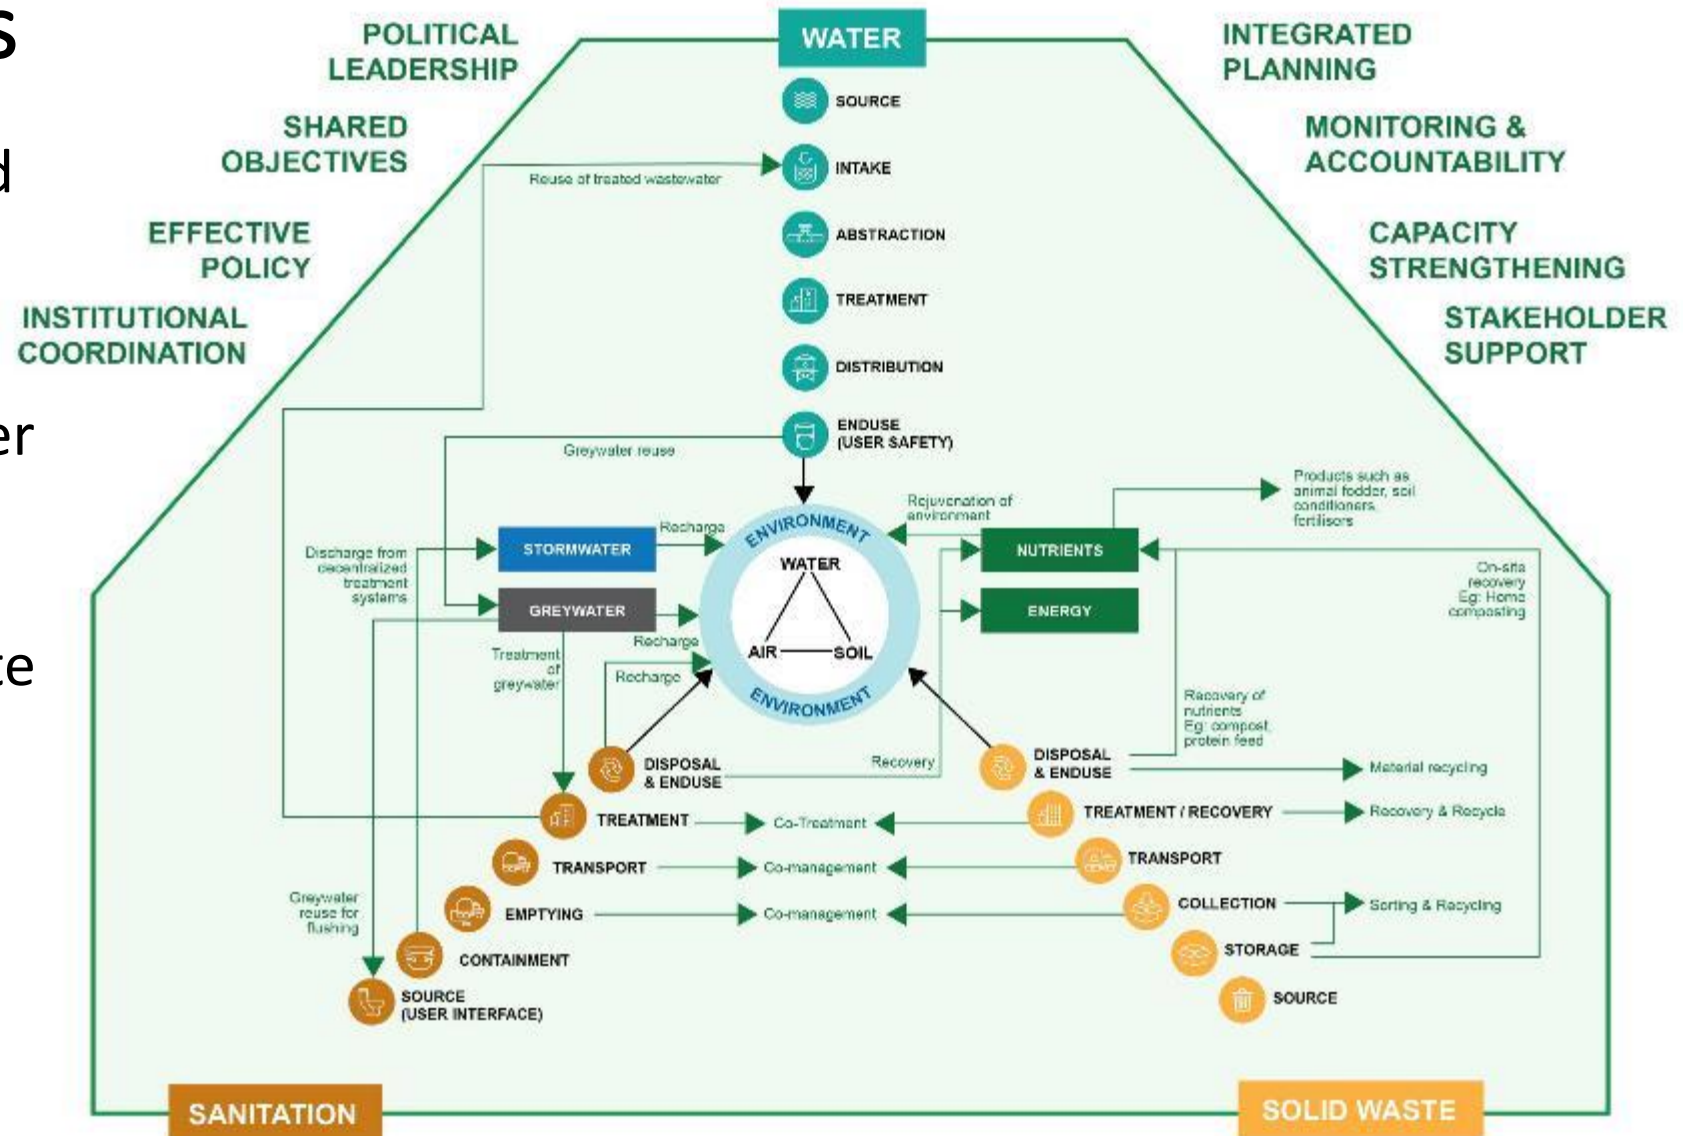 s
d
er
te
POLITICAL
LEADERSHIP
SHARED
OBJECTIVES
EFFECTIVE
POLICY
INSTITUTIONAL
COORDINATION
WATER
INTEGRATED
PLANNING
MONITORING &
ACCOUNTABILITY
CAPACITY
STRENGTHENING
STAKEHOLDER
SUPPORT
SOURCE
INTAKE
Reuse of treated wastewater
ABSTRACTION
TREATMENT
DISTRIBUTION
ENDUSE
(USER SAFETY)
Greywater reuse
Products such as
animal fodder, soil
conditioners,
fertilisers
Rejuvenation of
environment
Recharge
STORMWATER
Discharge from
decentralized
treatment
systems
GREYWATER
Recharge
Treatment
of
greywater
Recharge
ENVIRONMENT
WATER
AIR
SOIL
ENVIRONMENT
NUTRIENTS
ENERGY
On-site
recovery
Eg: Home
composting
Recovery of
nutrients
Eg: compost,
protein feed
DISPOSAL
& ENDUSE
Recovery
DISPOSAL
& ENDUSE
Material recycling
TREATMENT
Co-Treatment
TREATMENT / RECOVERY
Recovery & Recycle
TRANSPORT
Co-management
TRANSPORT
EMPTYING
Co-management
COLLECTION
Sorting & Recycling
Greywater
reuse for
flushing
CONTAINMENT
STORAGE
SOURCE
(USER INTERFACE)
SOURCE
SANITATION
SOLID WASTE